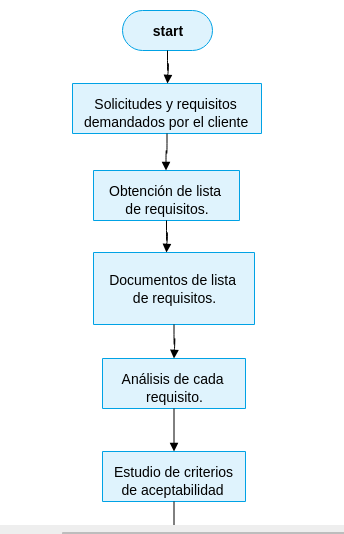 start
Solicitudes y requisitos
demandados por el cliente
Obtención de lista
de requisitos.
Documentos de lista
de requisitos.
Análisis de cada
requisito.
Estudio de criterios
de aceptabilidad